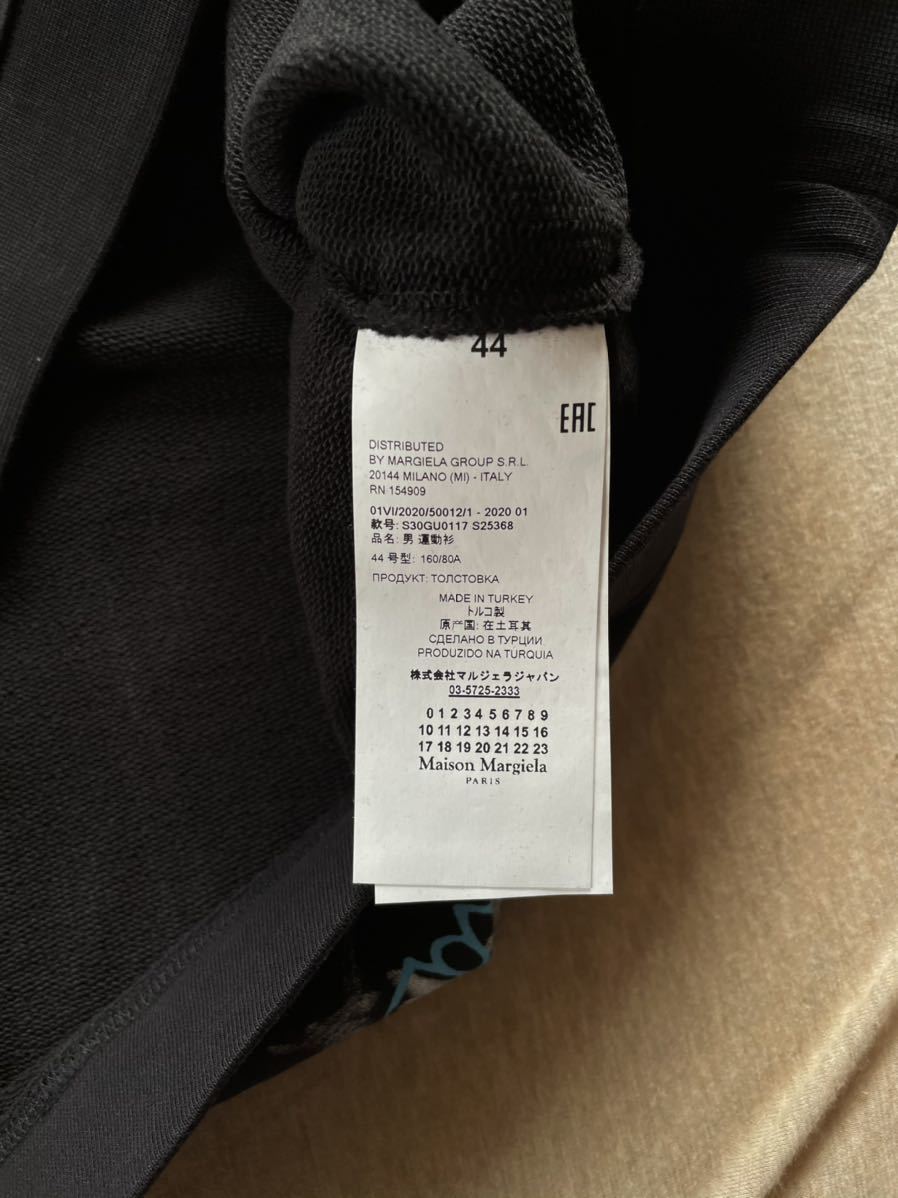 44
EAC
DISTRIBUTED
BY MARGIELA GROUP S.R.L.
20144 MILANO (MI) - ITALY
RN 154909
01VI/2020/50012/1 - 2020 01
款号: S30GU0117 S25368
品名: 男 運動衫
44 号型: 160/80A
ПРОДУКТ: ТОЛСТОВКА
MADE IN TURKEY
トルコ製
原产国: 在土耳其
СДЕЛАНО В ТУРЦИИ
PRODUZIDO NA TURQUIA
株式会社マルジェラジャパン
03-5725-2333
0 1 2 3 4 5 6 7 8 9
10 11 12 13 14 15 16
17 18 19 20 21 22 23
Maison Margiela
PARIS